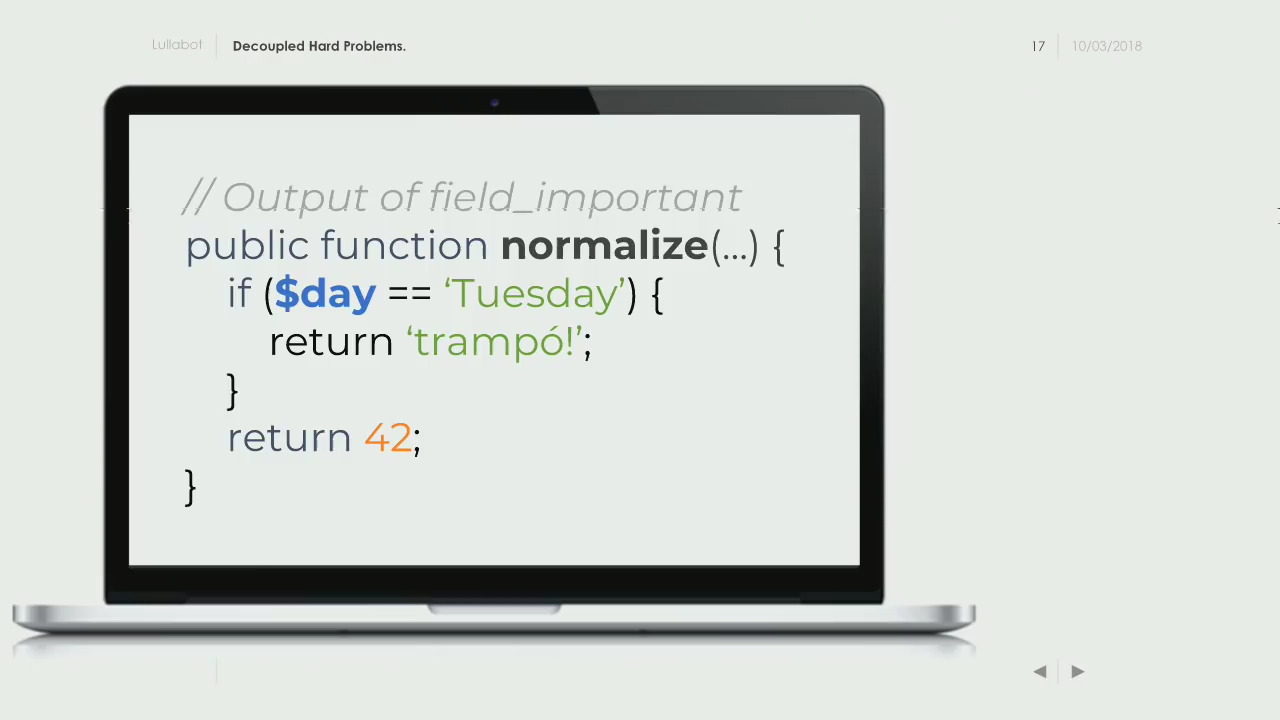 Lullabot
Decoupled Hard Problems.
17
10/03/2018
// Output of field_important
public function normalize(...) {
if ($day == ‘Tuesday’) {
return ‘trampó!’;
}
return 42;
}